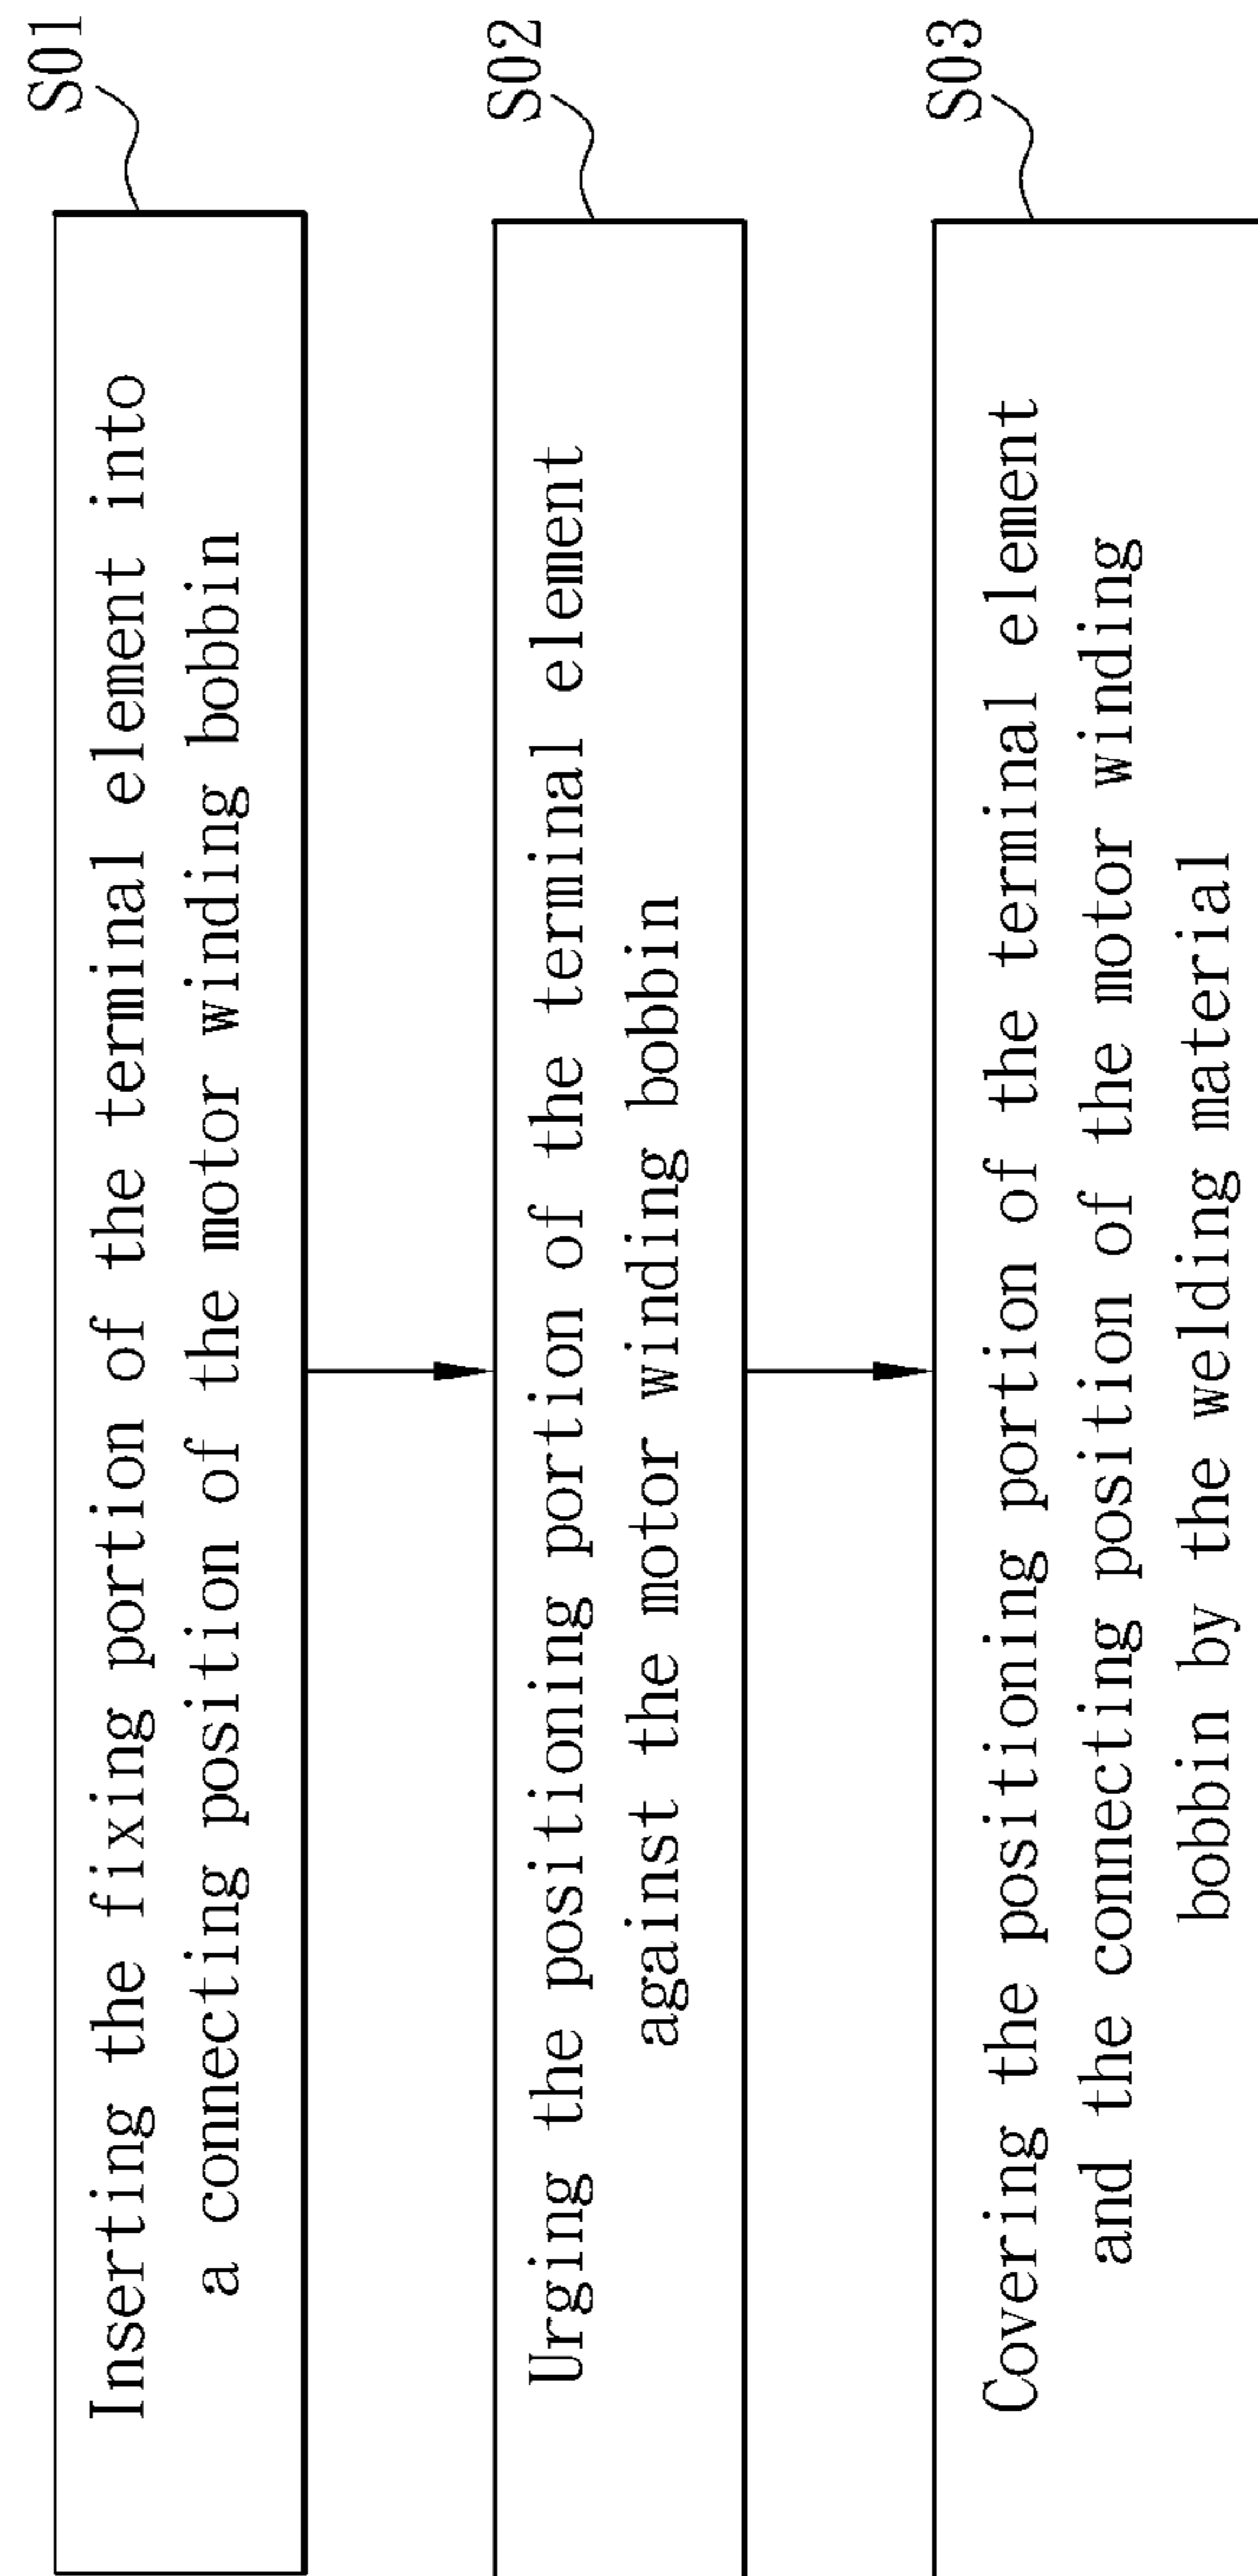 S01
Inserting the fixing portion of the terminal element into
a connecting position of the motor winding bobbin
S02
Urging the positioning portion of the terminal element
against the motor winding bobbin
S03
Covering the positioning portion of the terminal element
and the connecting position of the motor winding
bobbin by the welding material